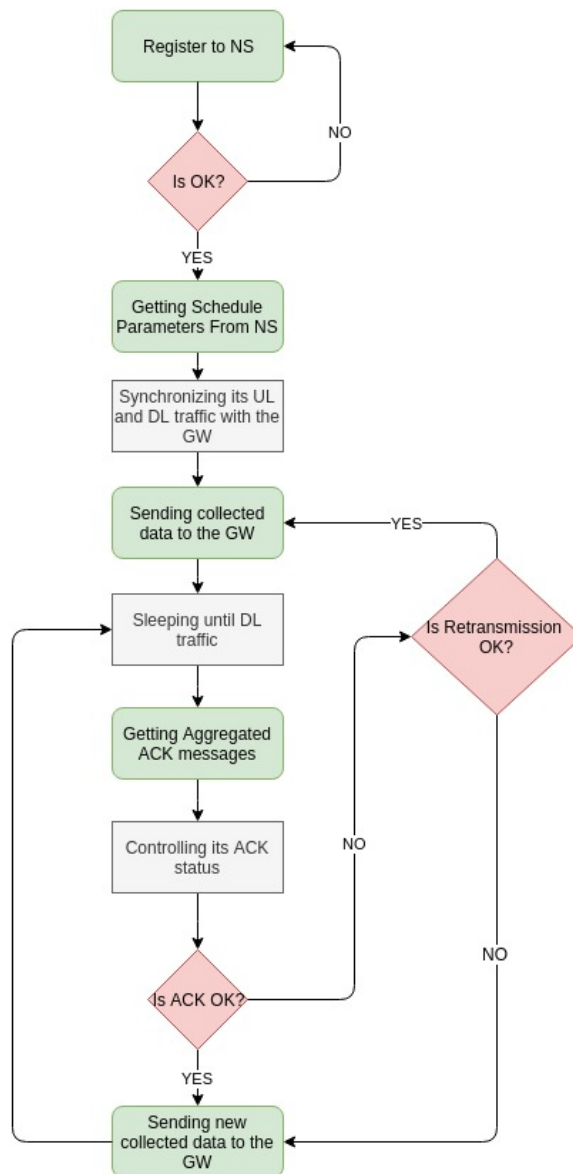 Register to NS
NO
Is OK?
YES
Getting Schedule
Parameters From NS
Synchronizing its UL
and DL traffic with the
GW
Sending collected
data to the GW
YES
Sleeping until DL
traffic
Is Retransmission
OK?
Getting Aggregated
ACK messages
Controlling its ACK
status
NO
NO
Is ACK OK?
YES
Sending new
collected data to the
GW